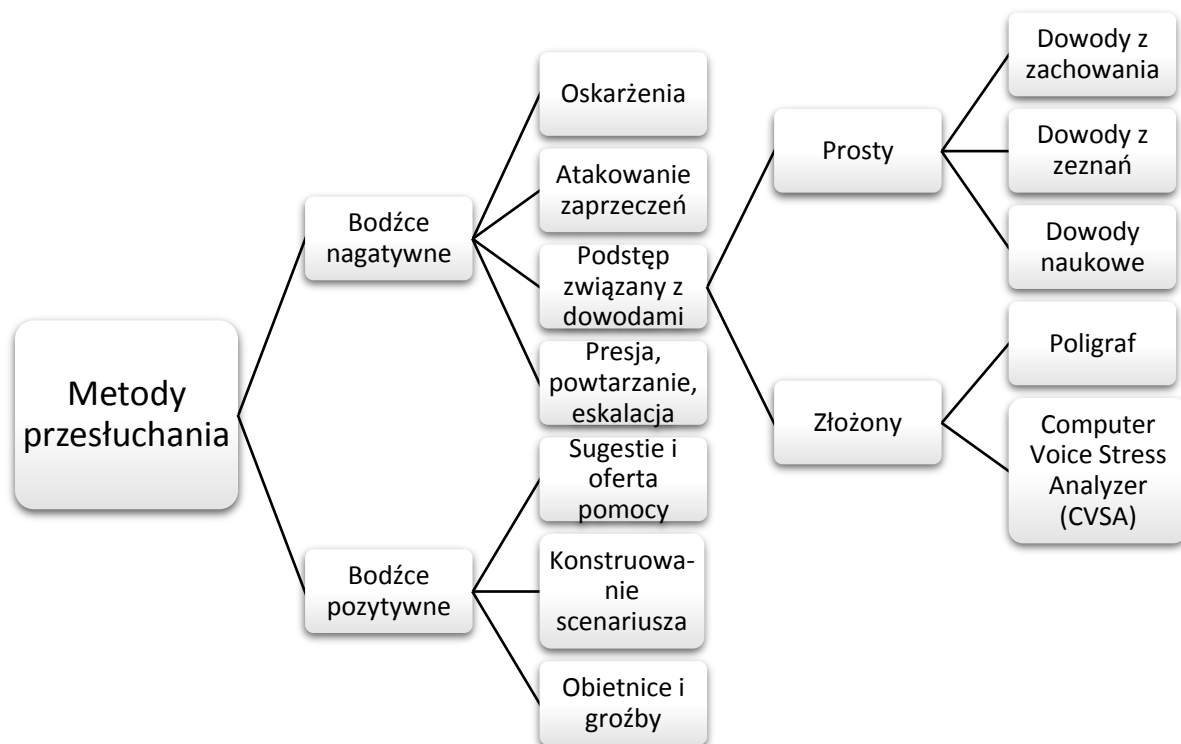 Metody
przesłuchania
Bodźce
nagatywne
Oskarżenia
Atakowanie
zaprzeczeń
Podstęp
związany z
dowodami
Prosty
Dowody z
zachowania
Dowody z
zeznań
Dowody
naukowe
Złożony
Poligraf
Computer
Voice Stress
Analyzer
(CVSA)
Presja,
powtarzanie,
eskalacja
Bodźce
pozytywne
Sugestie i
oferta
pomocy
Konstruowa-
nie
scenariusza
Obietnice i
groźby